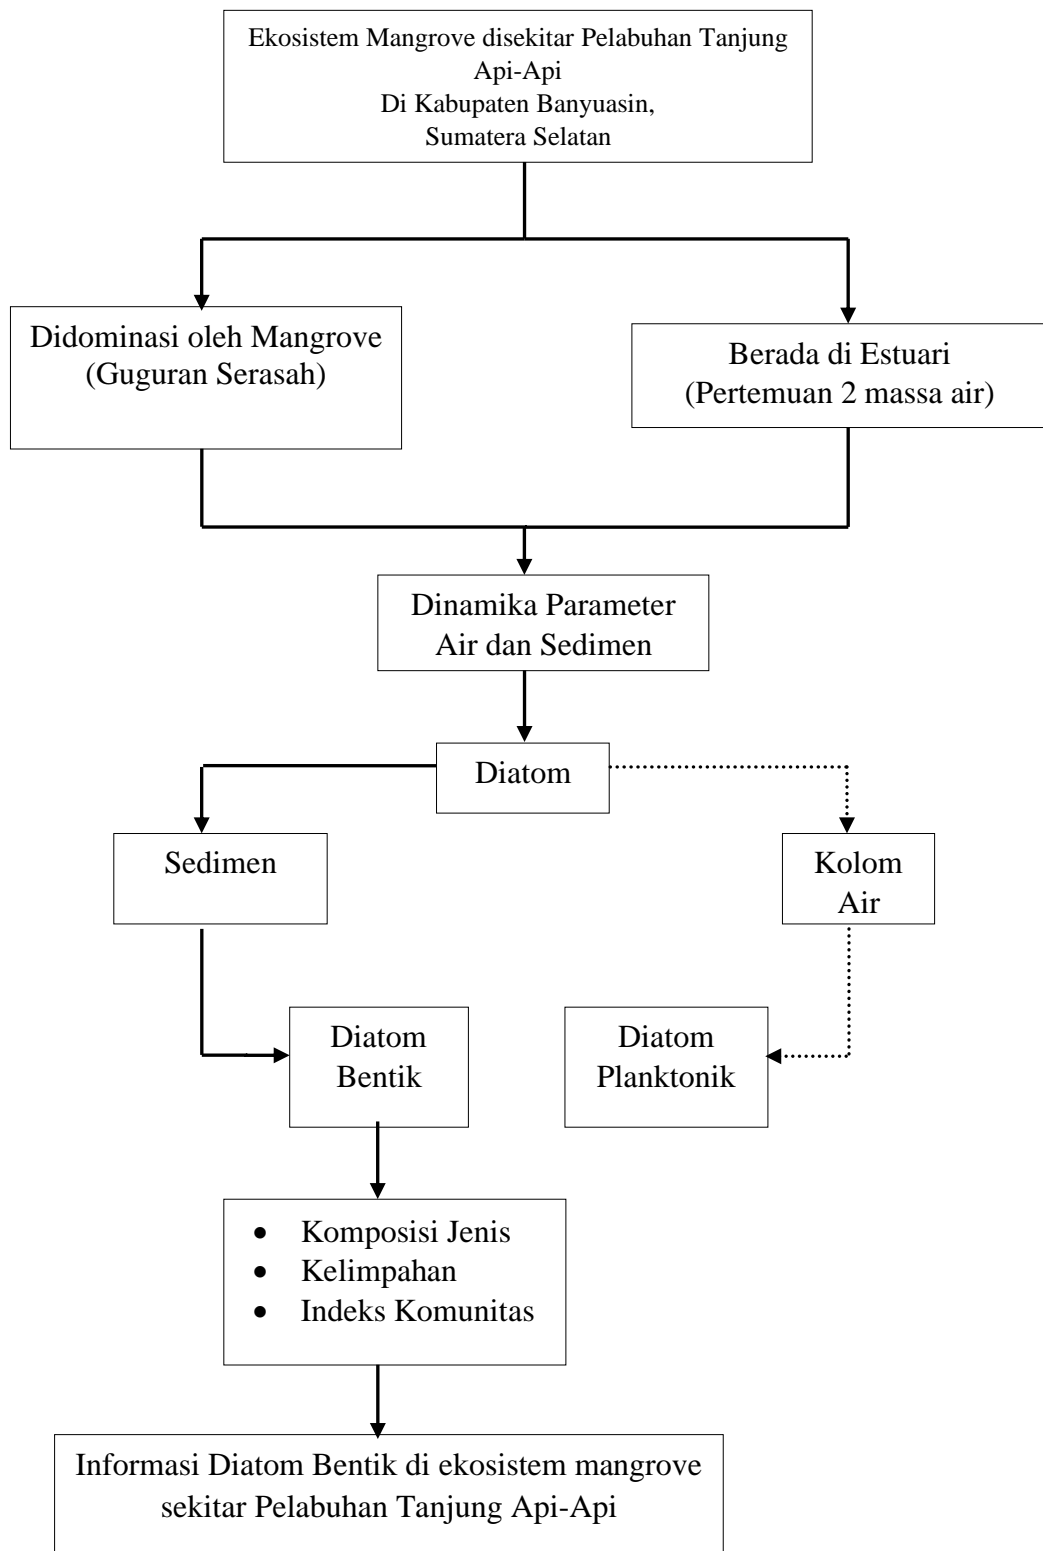 Ekosistem Mangrove disekitar Pelabuhan Tanjung
Api-Api
Di Kabupaten Banyuasin,
Sumatera Selatan
Didominasi oleh Mangrove
(Guguran Serasah)
Berada di Estuari
(Pertemuan 2 massa air)
Dinamika Parameter
Air dan Sedimen
Diatom
Sedimen
Kolom
Air
Diatom
Bentik
Diatom
Planktonik
• Komposisi Jenis
• Kelimpahan
• Indeks Komunitas
Informasi Diatom Bentik di ekosistem mangrove
sekitar Pelabuhan Tanjung Api-Api